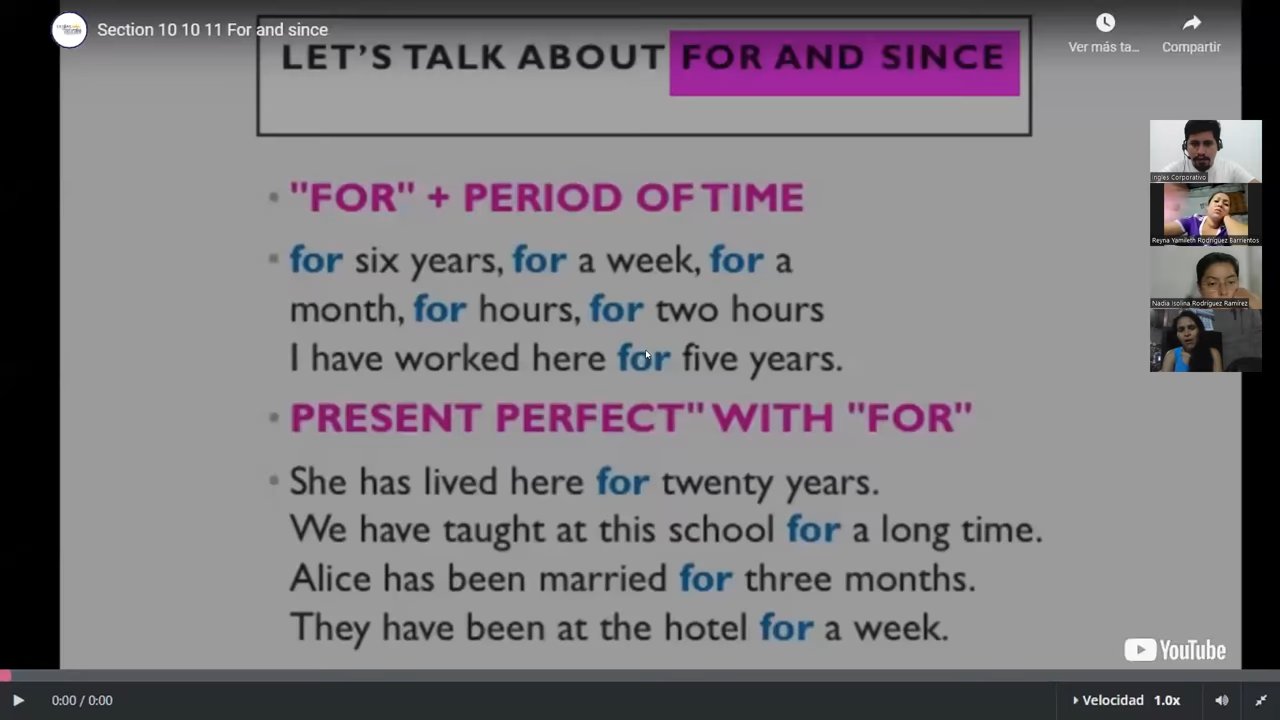 Section 10 10 11 For and since
Ver más ta...
Compartir
LET'S TALK ABOUT FOR AND SINCE
"FOR" + PERIOD OF TIME
for six years, for a week, for a
month, for hours, for two hours
I have worked here for five years.
PRESENT PERFECT" WITH "FOR"
She has lived here for twenty years.
We have taught at this school for a long time.
Alice has been married for three months.
They have been at the hotel for a week.
Ingles Corporativo
Reyna Yamileth Rodríguez Barrientos
Nadia Isolina Rodríguez Ramírez
YouTube
0:00 / 0:00
Velocidad 1.0x